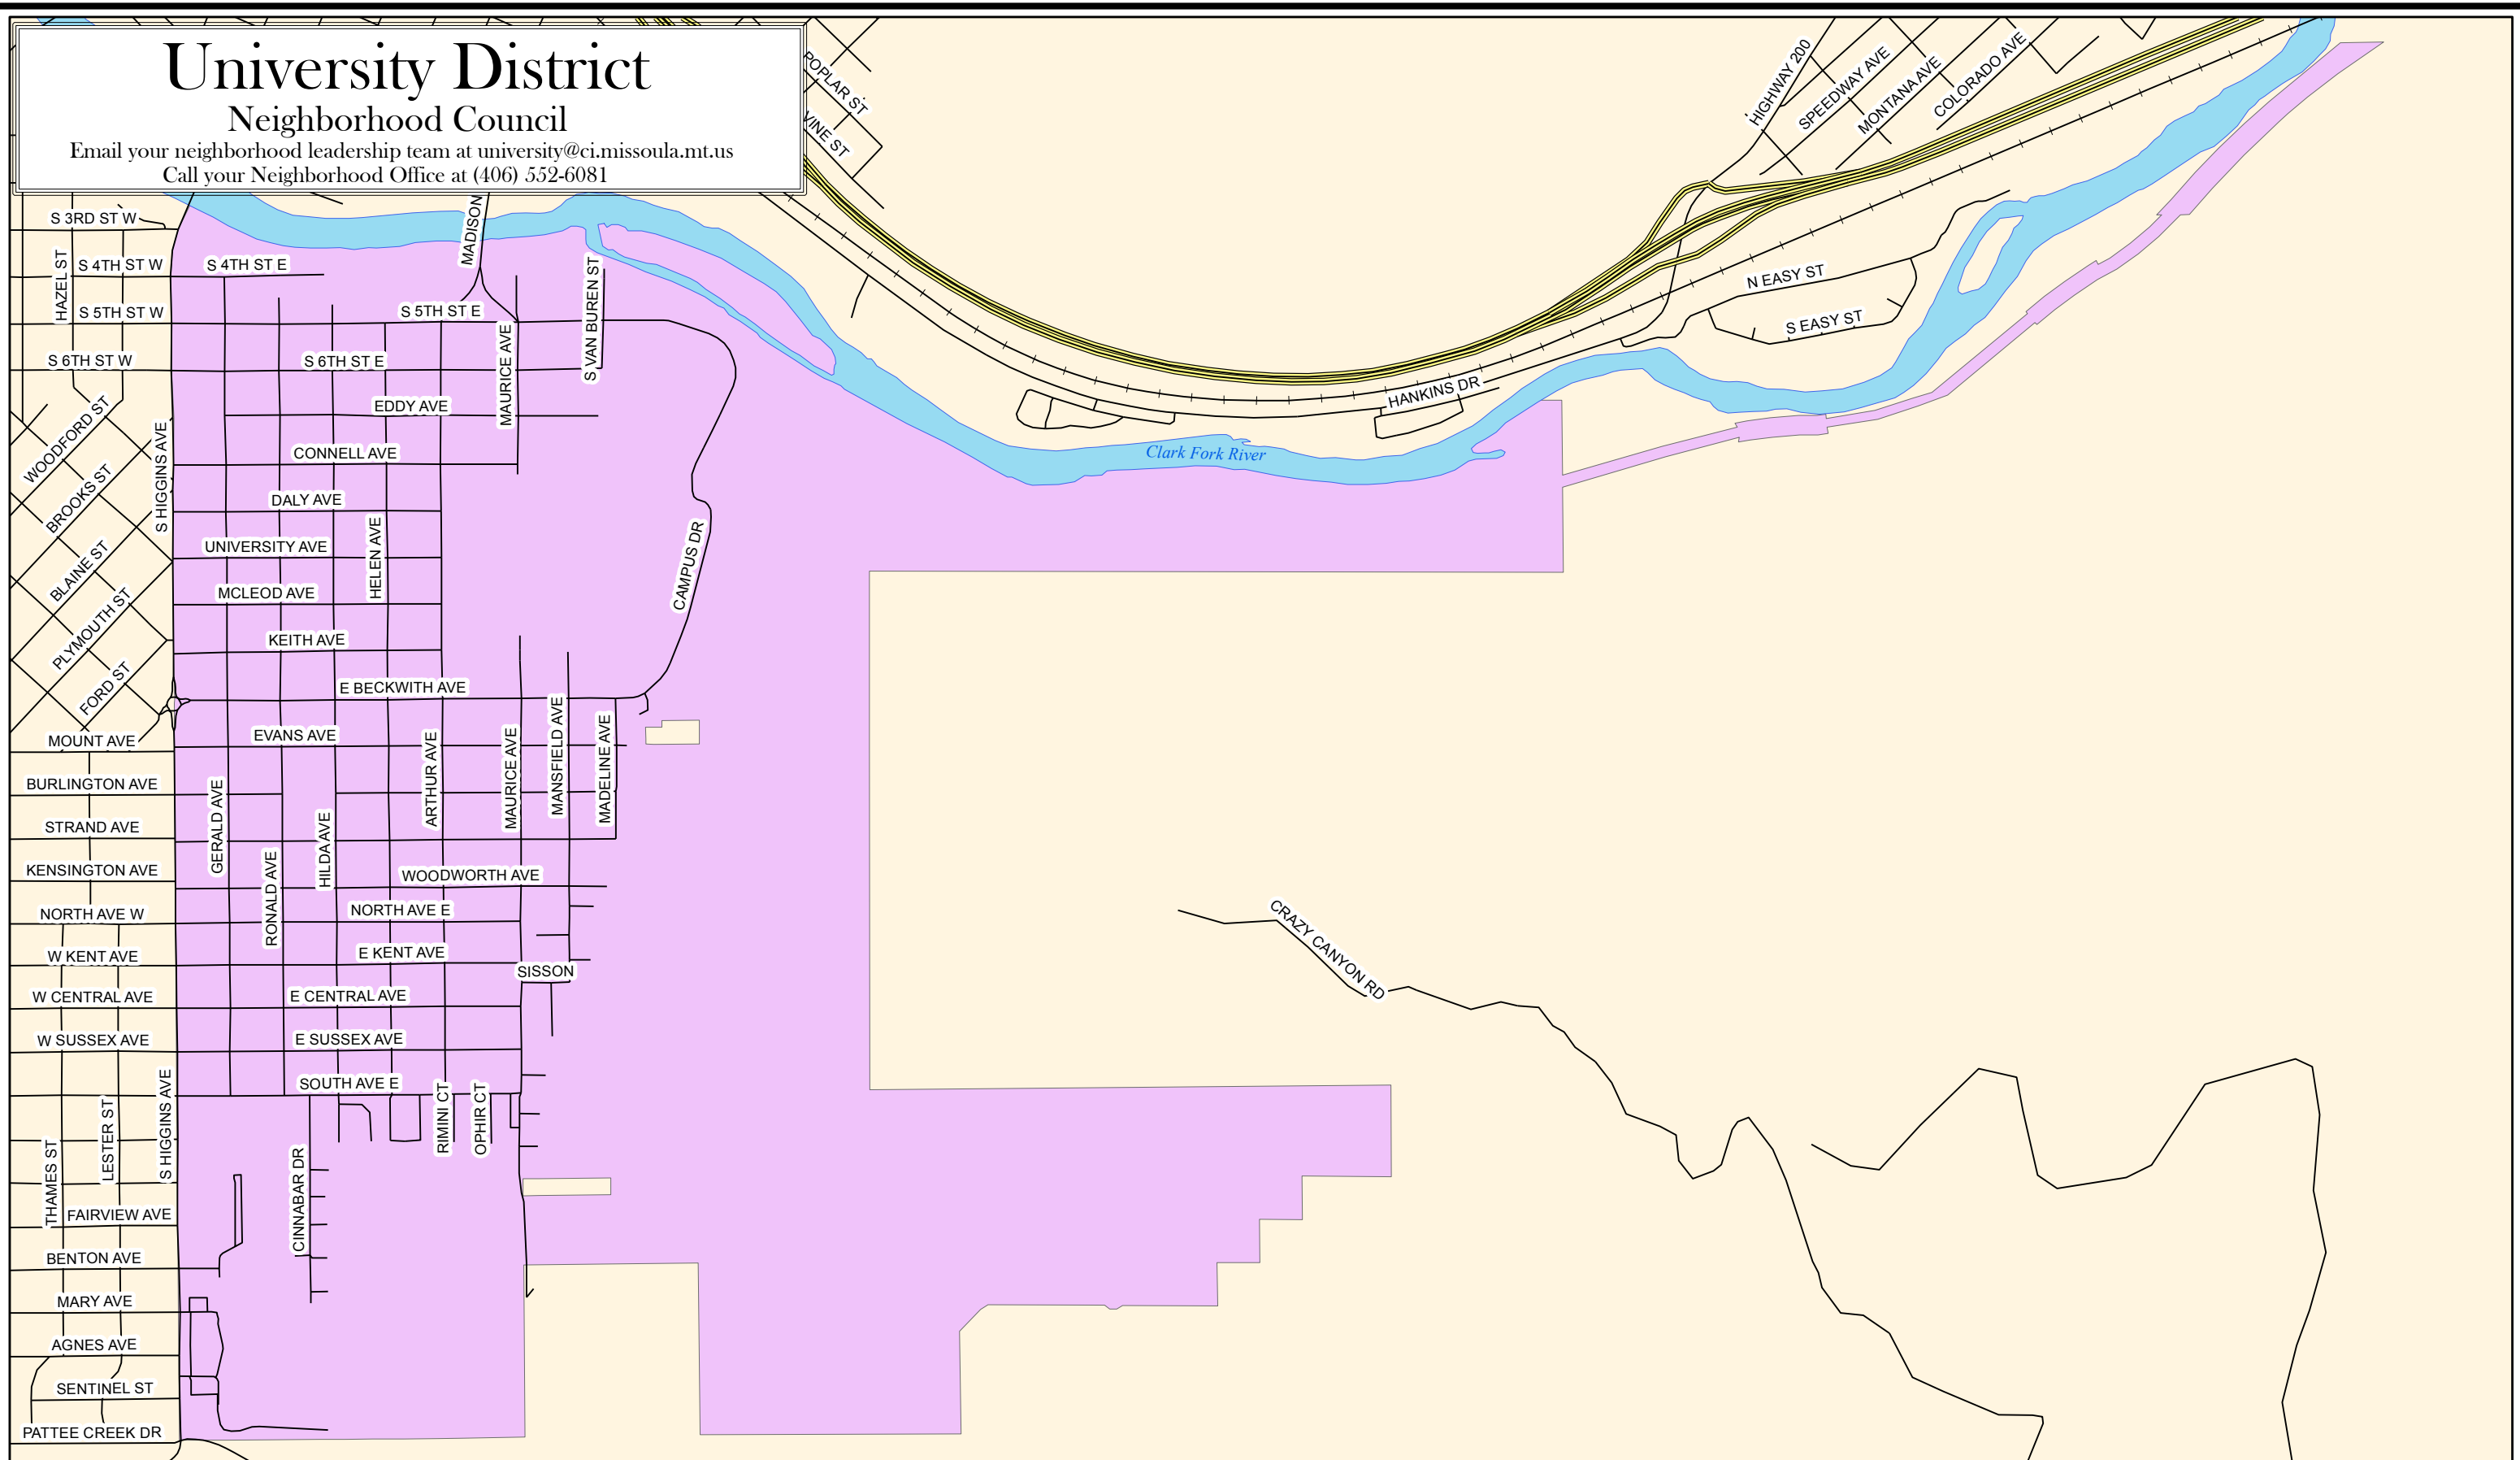 University District
Neighborhood Council
Email your neighborhood leadership team at university@ci.missoula.mt.us
Call your Neighborhood Office at (406) 552-6081
POPLAR ST
VINE ST
HIGHWAY 200
SPEEDWAY AVE
MONTANA AVE
COLORADO AVE
S 3RD ST W
MADISON
HAZEL ST
S 4TH ST W
S 4TH ST E
S VAN BUREN ST
N EASY ST
S 5TH ST W
S 5TH ST E
S EASY ST
MAURICE AVE
S 6TH ST W
S 6TH ST E
HANKINS DR
EDDY AVE
WOODFORD ST
S HIGGINS AVE
CONNELL AVE
Clark Fork River
BROOKS ST
DALY AVE
HELEN AVE
CAMPUS DR
UNIVERSITY AVE
BLAINE ST
MCLEOD AVE
PLYMOUTH ST
KEITH AVE
FORD ST
E BECKWITH AVE
MOUNT AVE
EVANS AVE
ARTHUR AVE
MAURICE AVE
MANSFIELD AVE
MADELINE AVE
BURLINGTON AVE
GERALD AVE
STRAND AVE
HILDA AVE
KENSINGTON AVE
RONALD AVE
WOODWORTH AVE
NORTH AVE W
NORTH AVE E
CRAZY CANYON RD
W KENT AVE
E KENT AVE
SISSON
W CENTRAL AVE
E CENTRAL AVE
W SUSSEX AVE
E SUSSEX AVE
SOUTH AVE E
S HIGGINS AVE
LESTER ST
RIMINI CT
OPHIR CT
THAMES ST
CINNABAR DR
FAIRVIEW AVE
BENTON AVE
MARY AVE
AGNES AVE
SENTINEL ST
PATTEE CREEK DR